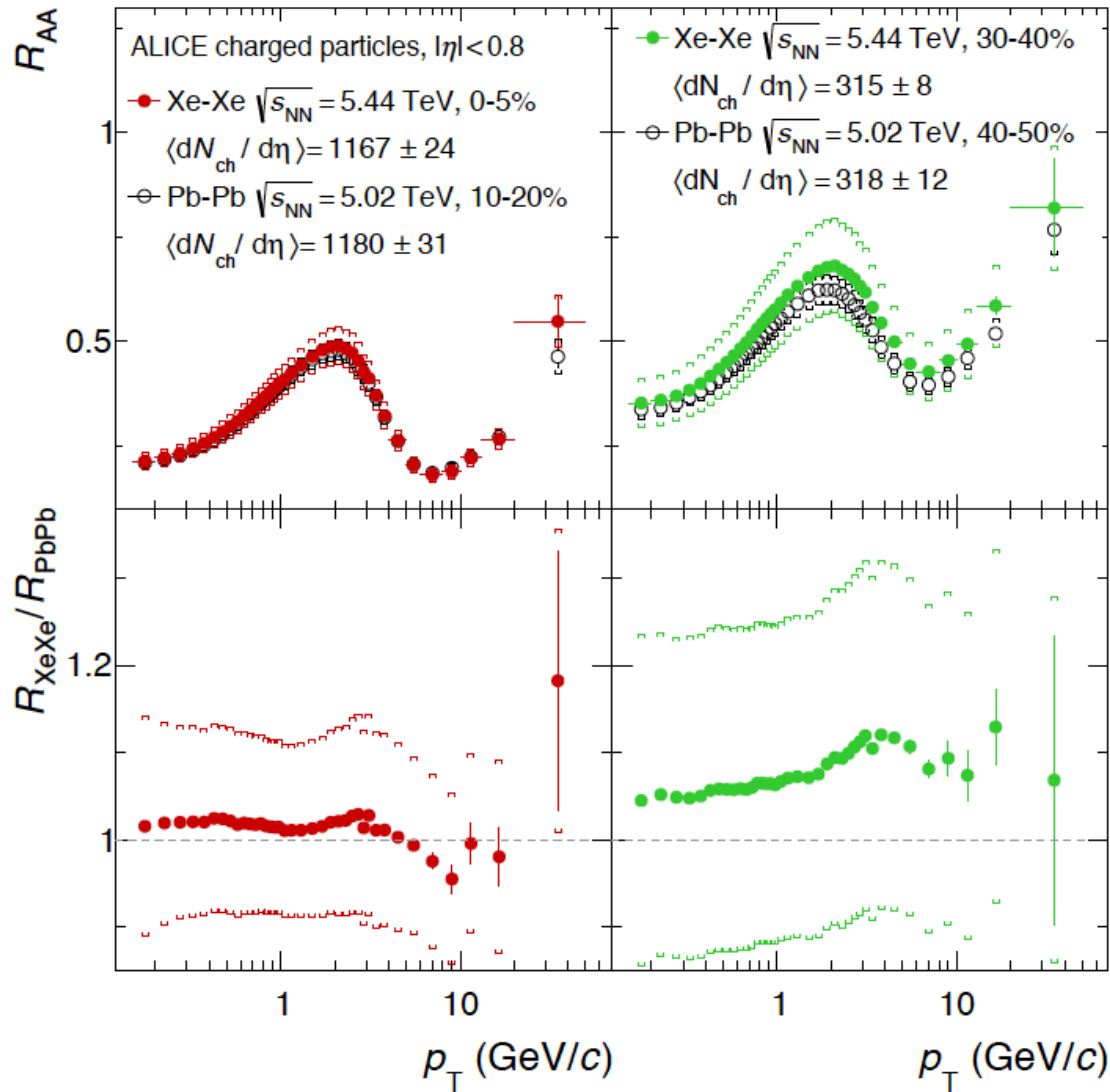 R_AA
1
0.5
ALICE charged particles, |η| < 0.8
Xe-Xe √s_NN = 5.44 TeV, 0-5%
⟨dN_ch / dη⟩ = 1167 ± 24
Pb-Pb √s_NN = 5.02 TeV, 10-20%
⟨dN_ch / dη⟩ = 1180 ± 31
Xe-Xe √s_NN = 5.44 TeV, 30-40%
⟨dN_ch / dη⟩ = 315 ± 8
Pb-Pb √s_NN = 5.02 TeV, 40-50%
⟨dN_ch / dη⟩ = 318 ± 12
R_XeXe / R_PbPb
1.2
1
1 10
1 10
p_T (GeV/c)
p_T (GeV/c)